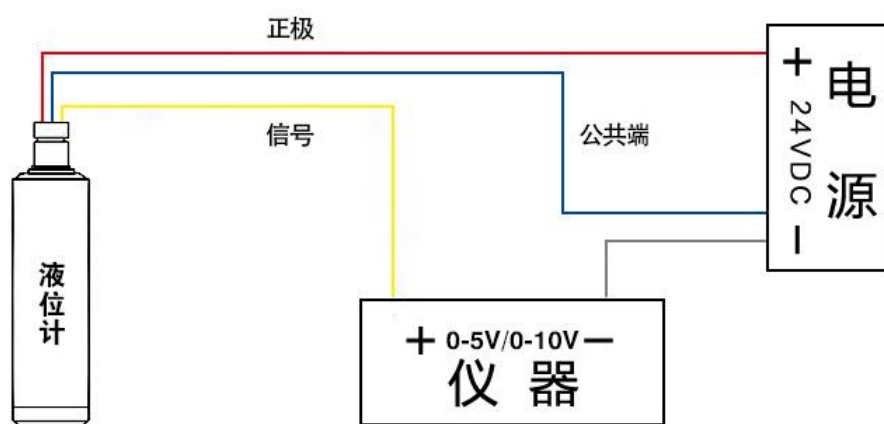 正极
信号
公共端
+
24VDC
−
电源
液位计
+ 0-5V/0-10V −
仪器